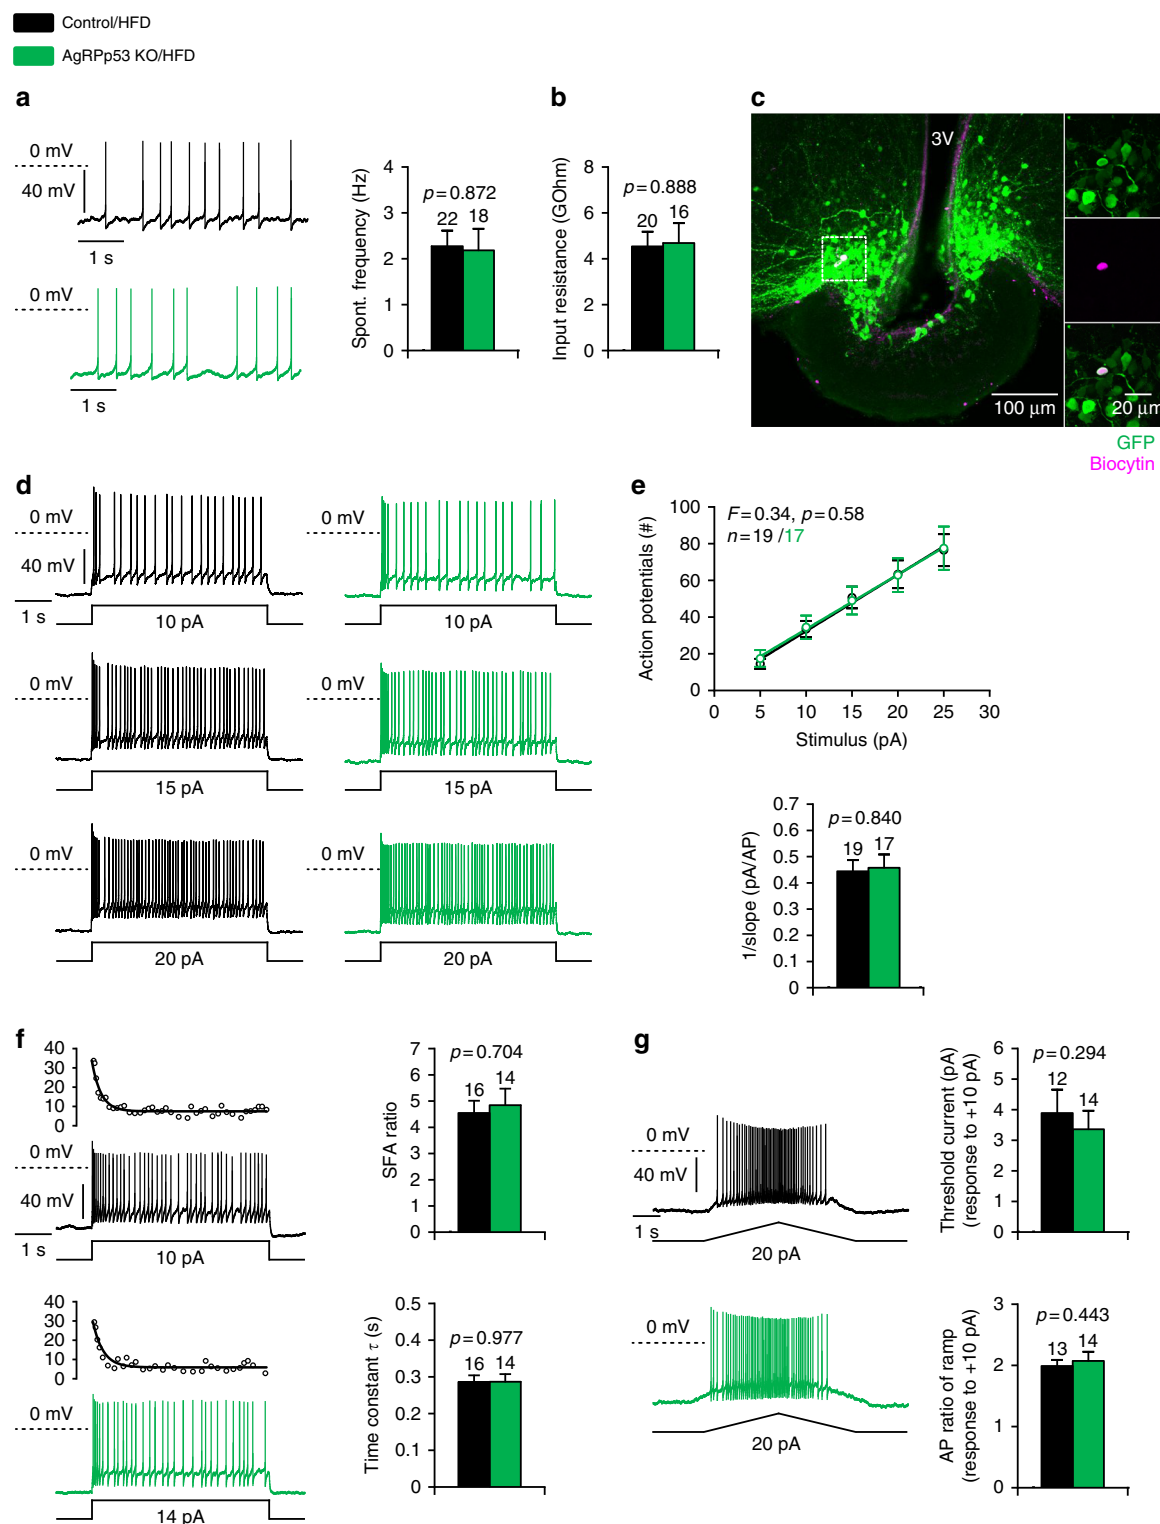 Control/HFD
AgRPp53 KO/HFD
a
0 mV
40 mV
1 s
0 mV
1 s
Spont. frequency (Hz)
4
3
2
1
0
p=0.872
22 18
b
Input resistance (GOhm)
8
6
4
2
0
p=0.888
20 16
c
3V
100 µm
20 µm
GFP
Biocytin
d
0 mV
40 mV
1 s
10 pA
0 mV
10 pA
0 mV
15 pA
0 mV
15 pA
0 mV
20 pA
0 mV
20 pA
e
Action potentials (#)
100
80
60
40
20
0
F=0.34, p=0.58
n=19 /17
0 5 10 15 20 25 30
Stimulus (pA)
1/slope (pA/AP)
0.7
0.6
0.5
0.4
0.3
0.2
0.1
0
p=0.840
19 17
f
40
30
20
10
0
0 mV
40 mV
1 s
10 pA
SFA ratio
7
6
5
4
3
2
1
0
p=0.704
16 14
40
30
20
10
0
0 mV
14 pA
Time constant τ (s)
0.5
0.4
0.3
0.2
0.1
0
p=0.977
16 14
g
0 mV
40 mV
1 s
20 pA
Threshold current (pA)
(response to +10 pA)
6
5
4
3
2
1
0
p=0.294
12 14
0 mV
20 pA
AP ratio of ramp
(response to +10 pA)
3
2
1
0
p=0.443
13 14